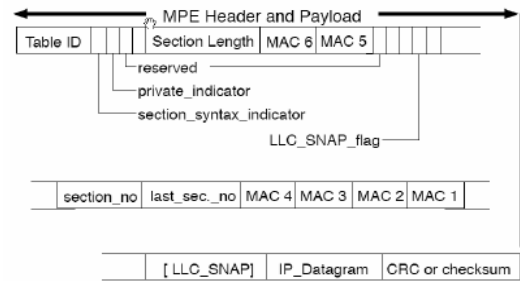 MPE Header and Payload
Table ID Section Length MAC 6 MAC 5
reserved
private_indicator
section_syntax_indicator
LLC_SNAP_flag
section_no last_sec._no MAC 4 MAC 3 MAC 2 MAC 1
[ LLC_SNAP] IP_Datagram CRC or checksum